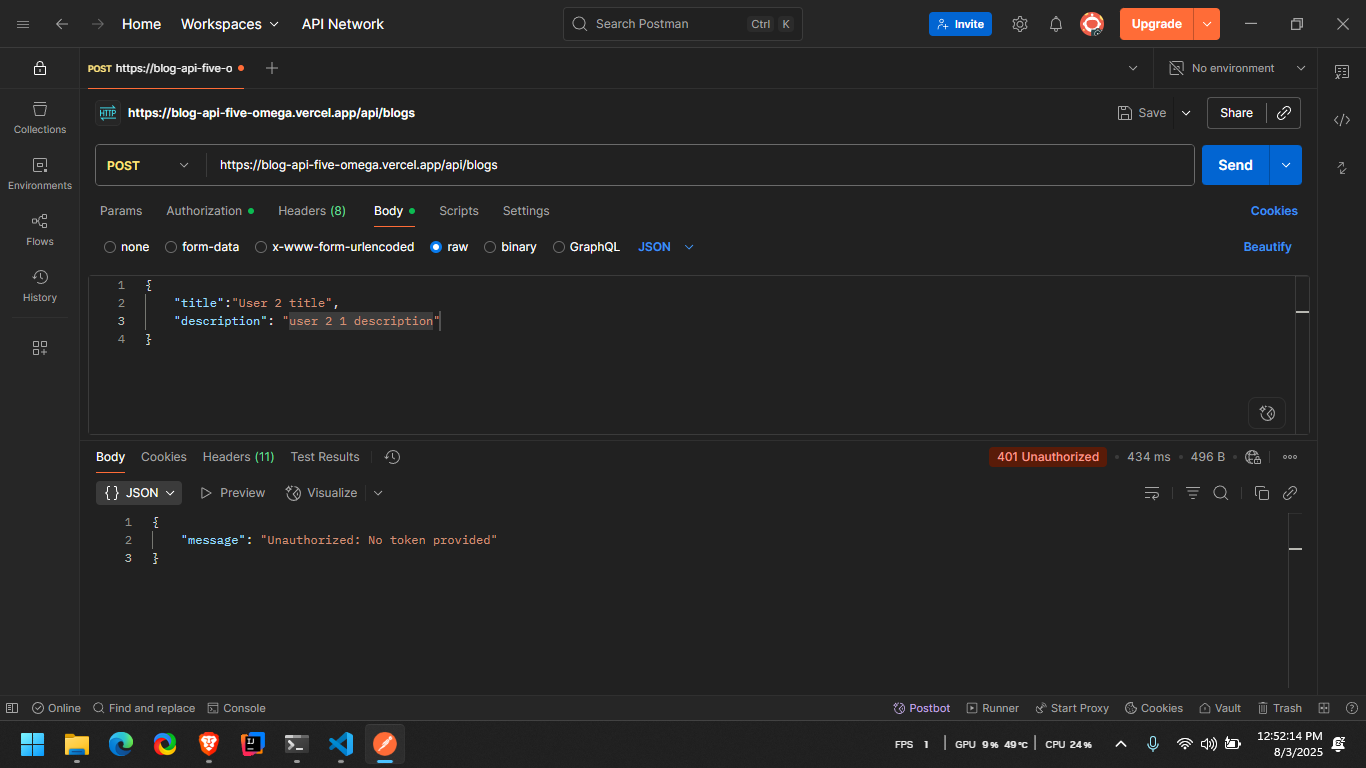 Home Workspaces API Network Search Postman Ctrl K Invite Upgrade
POST https://blog-api-five-o No environment
HTTP https://blog-api-five-omega.vercel.app/api/blogs Save Share
Collections
Environments
Flows
History
POST https://blog-api-five-omega.vercel.app/api/blogs Send
Params Authorization Headers (8) Body Scripts Settings Cookies
none form-data x-www-form-urlencoded raw binary GraphQL JSON Beautify
1 {
2 "title":"User 2 title",
3 "description": "user 2 1 description"
4 }
Body Cookies Headers (11) Test Results 401 Unauthorized 434 ms 496 B
{} JSON Preview Visualize
1 {
2 "message": "Unauthorized: No token provided"
3 }
Online Find and replace Console Postbot Runner Start Proxy Cookies Vault Trash
FPS 1 GPU 9% 49°C CPU 24% 12:52:14 PM
8/3/2025